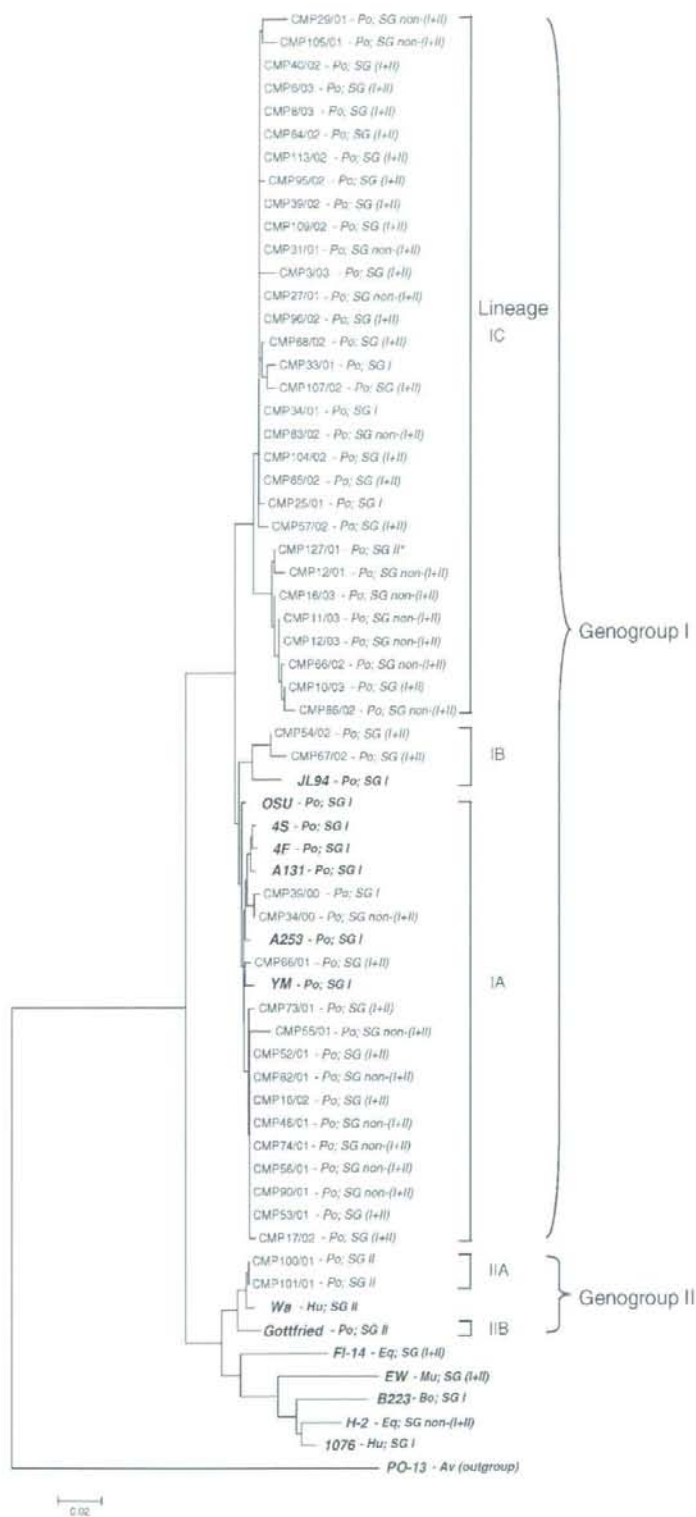 CMP29/01 - Po; SG non-(I+II)
CMP105/01 - Po; SG non-(I+II)
CMP40/02 - Po; SG (I+II)
CMP6/03 - Po; SG (I+II)
CMP8/03 - Po; SG (I+II)
CMP84/02 - Po; SG (I+II)
CMP113/02 - Po; SG (I+II)
CMP95/02 - Po; SG (I+II)
CMP39/02 - Po; SG (I+II)
CMP109/02 - Po; SG (I+II)
CMP31/01 - Po; SG non-(I+II)
CMP3/03 - Po; SG (I+II)
CMP27/01 - Po; SG non-(I+II)
CMP96/02 - Po; SG (I+II)
Lineage
IC
CMP68/02 - Po; SG (I+II)
CMP33/01 - Po; SG I
CMP107/02 - Po; SG (I+II)
CMP34/01 - Po; SG I
CMP83/02 - Po; SG non-(I+II)
CMP104/02 - Po; SG (I+II)
CMP85/02 - Po; SG (I+II)
CMP25/01 - Po; SG I
CMP57/02 - Po; SG (I+II)
CMP127/01 - Po; SG II*
CMP12/01 - Po; SG non-(I+II)
CMP16/03 - Po; SG non-(I+II)
CMP11/03 - Po; SG non-(I+II)
CMP12/03 - Po; SG non-(I+II)
Genogroup I
CMP66/02 - Po; SG non-(I+II)
CMP10/03 - Po; SG (I+II)
CMP86/02 - Po; SG non-(I+II)
CMP54/02 - Po; SG (I+II)
CMP67/02 - Po; SG (I+II)
IB
JL94 - Po; SG I
OSU - Po; SG I
4S - Po; SG I
4F - Po; SG I
A131 - Po; SG I
CMP39/00 - Po; SG I
CMP34/00 - Po; SG non-(I+II)
A253 - Po; SG I
CMP66/01 - Po; SG (I+II)
YM - Po; SG I
IA
CMP73/01 - Po; SG (I+II)
CMP55/01 - Po; SG non-(I+II)
CMP52/01 - Po; SG (I+II)
CMP82/01 - Po; SG non-(I+II)
CMP16/02 - Po; SG (I+II)
CMP48/01 - Po; SG non-(I+II)
CMP74/01 - Po; SG non-(I+II)
CMP56/01 - Po; SG non-(I+II)
CMP90/01 - Po; SG non-(I+II)
CMP53/01 - Po; SG (I+II)
CMP17/02 - Po; SG (I+II)
CMP100/01 - Po; SG II
CMP101/01 - Po; SG II
IIA
Wa - Hu; SG II
Genogroup II
Gottfried - Po; SG II
IIB
FI-14 - Eq; SG (I+II)
EW - Mu; SG (I+II)
B223 - Bo; SG I
H-2 - Eq; SG non-(I+II)
1076 - Hu; SG I
PO-13 - Av (outgroup)
0.02